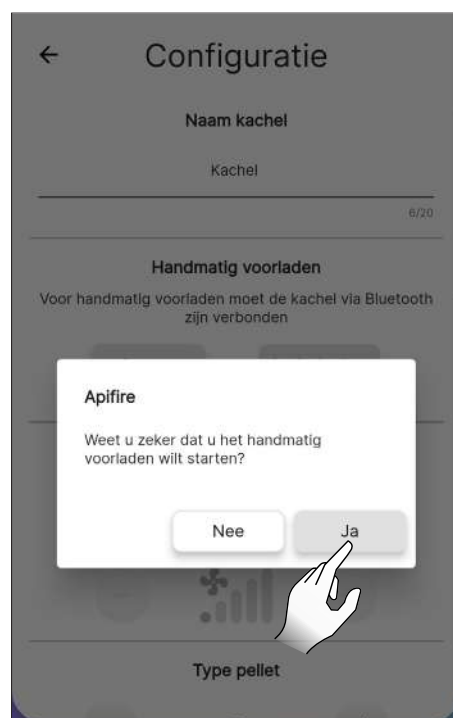 Configuratie
Naam kachel
Kachel
6/20
Handmatig voorladen
Voor handmatig voorladen moet de kachel via Bluetooth
zijn verbonden
Apifire
Weet u zeker dat u het handmatig
voorladen wilt starten?
Nee
Ja
Type pellet